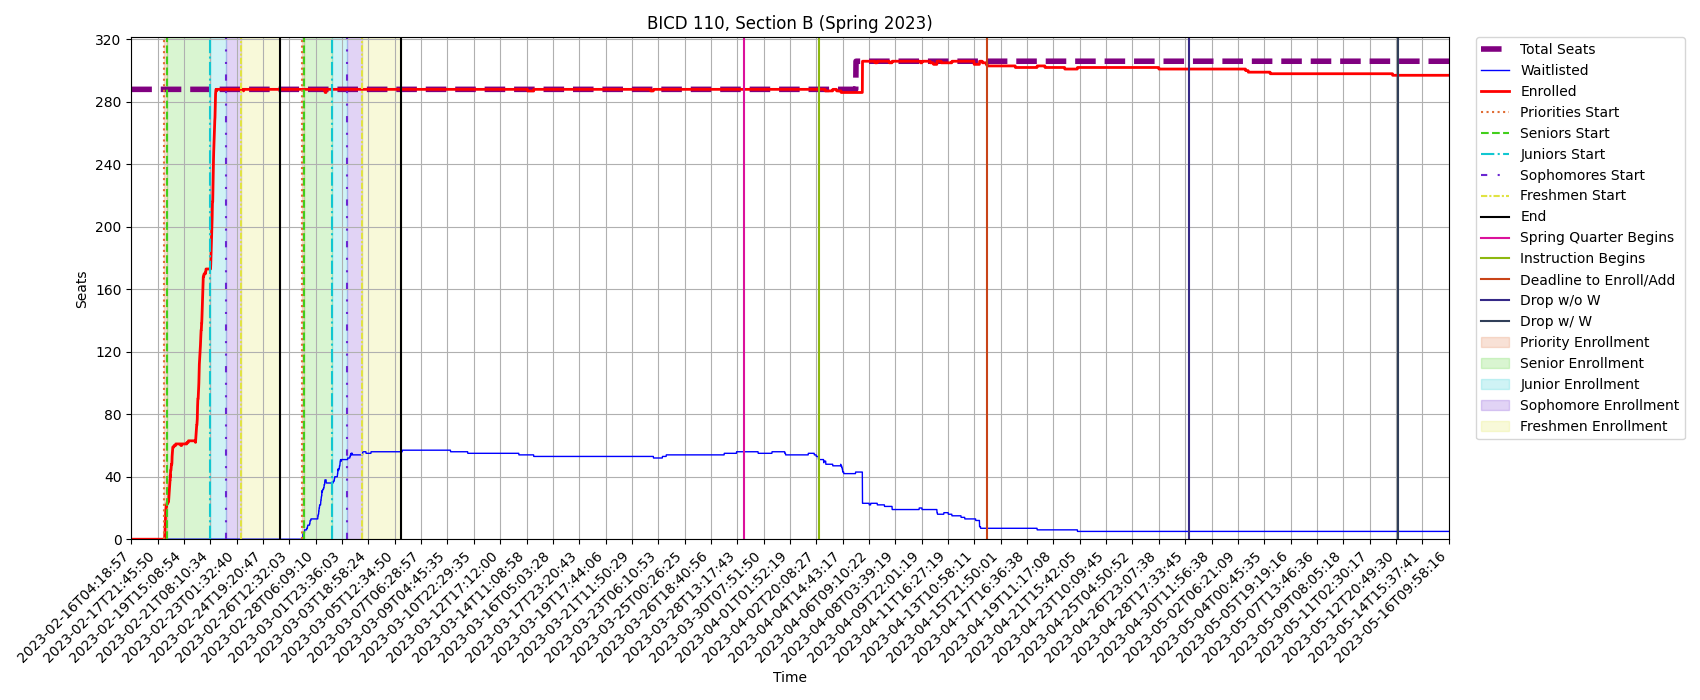 BICD 110, Section B (Spring 2023)
320
280
240
200
160
120
80
40
0
Seats
2023-02-16T04:18:57
2023-02-17T21:45:50
2023-02-19T15:08:54
2023-02-21T08:10:34
2023-02-23T01:32:40
2023-02-24T19:20:47
2023-02-26T12:32:03
2023-02-28T06:09:10
2023-03-01T23:36:03
2023-03-03T18:58:24
2023-03-05T12:34:50
2023-03-07T06:28:57
2023-03-09T04:45:35
2023-03-10T22:29:35
2023-03-12T17:12:00
2023-03-14T11:08:58
2023-03-16T05:03:28
2023-03-17T23:20:43
2023-03-19T17:44:06
2023-03-21T11:50:29
2023-03-23T06:10:53
2023-03-25T00:26:25
2023-03-26T18:40:56
2023-03-28T13:17:43
2023-03-30T07:51:50
2023-04-01T01:52:19
2023-04-02T20:08:27
2023-04-04T14:43:17
2023-04-06T09:10:22
2023-04-08T03:39:19
2023-04-09T22:01:19
2023-04-11T16:27:19
2023-04-13T10:58:11
2023-04-15T21:50:01
2023-04-17T16:36:38
2023-04-19T11:17:08
2023-04-21T15:42:05
2023-04-23T10:09:45
2023-04-25T04:50:52
2023-04-26T23:07:38
2023-04-28T17:33:45
2023-04-30T11:56:38
2023-05-02T06:21:09
2023-05-04T00:45:35
2023-05-05T19:19:16
2023-05-07T13:46:36
2023-05-09T08:05:18
2023-05-11T02:30:17
2023-05-12T20:49:30
2023-05-14T15:37:41
2023-05-16T09:58:16
Time
Total Seats
Waitlisted
Enrolled
Priorities Start
Seniors Start
Juniors Start
Sophomores Start
Freshmen Start
End
Spring Quarter Begins
Instruction Begins
Deadline to Enroll/Add
Drop w/o W
Drop w/ W
Priority Enrollment
Senior Enrollment
Junior Enrollment
Sophomore Enrollment
Freshmen Enrollment